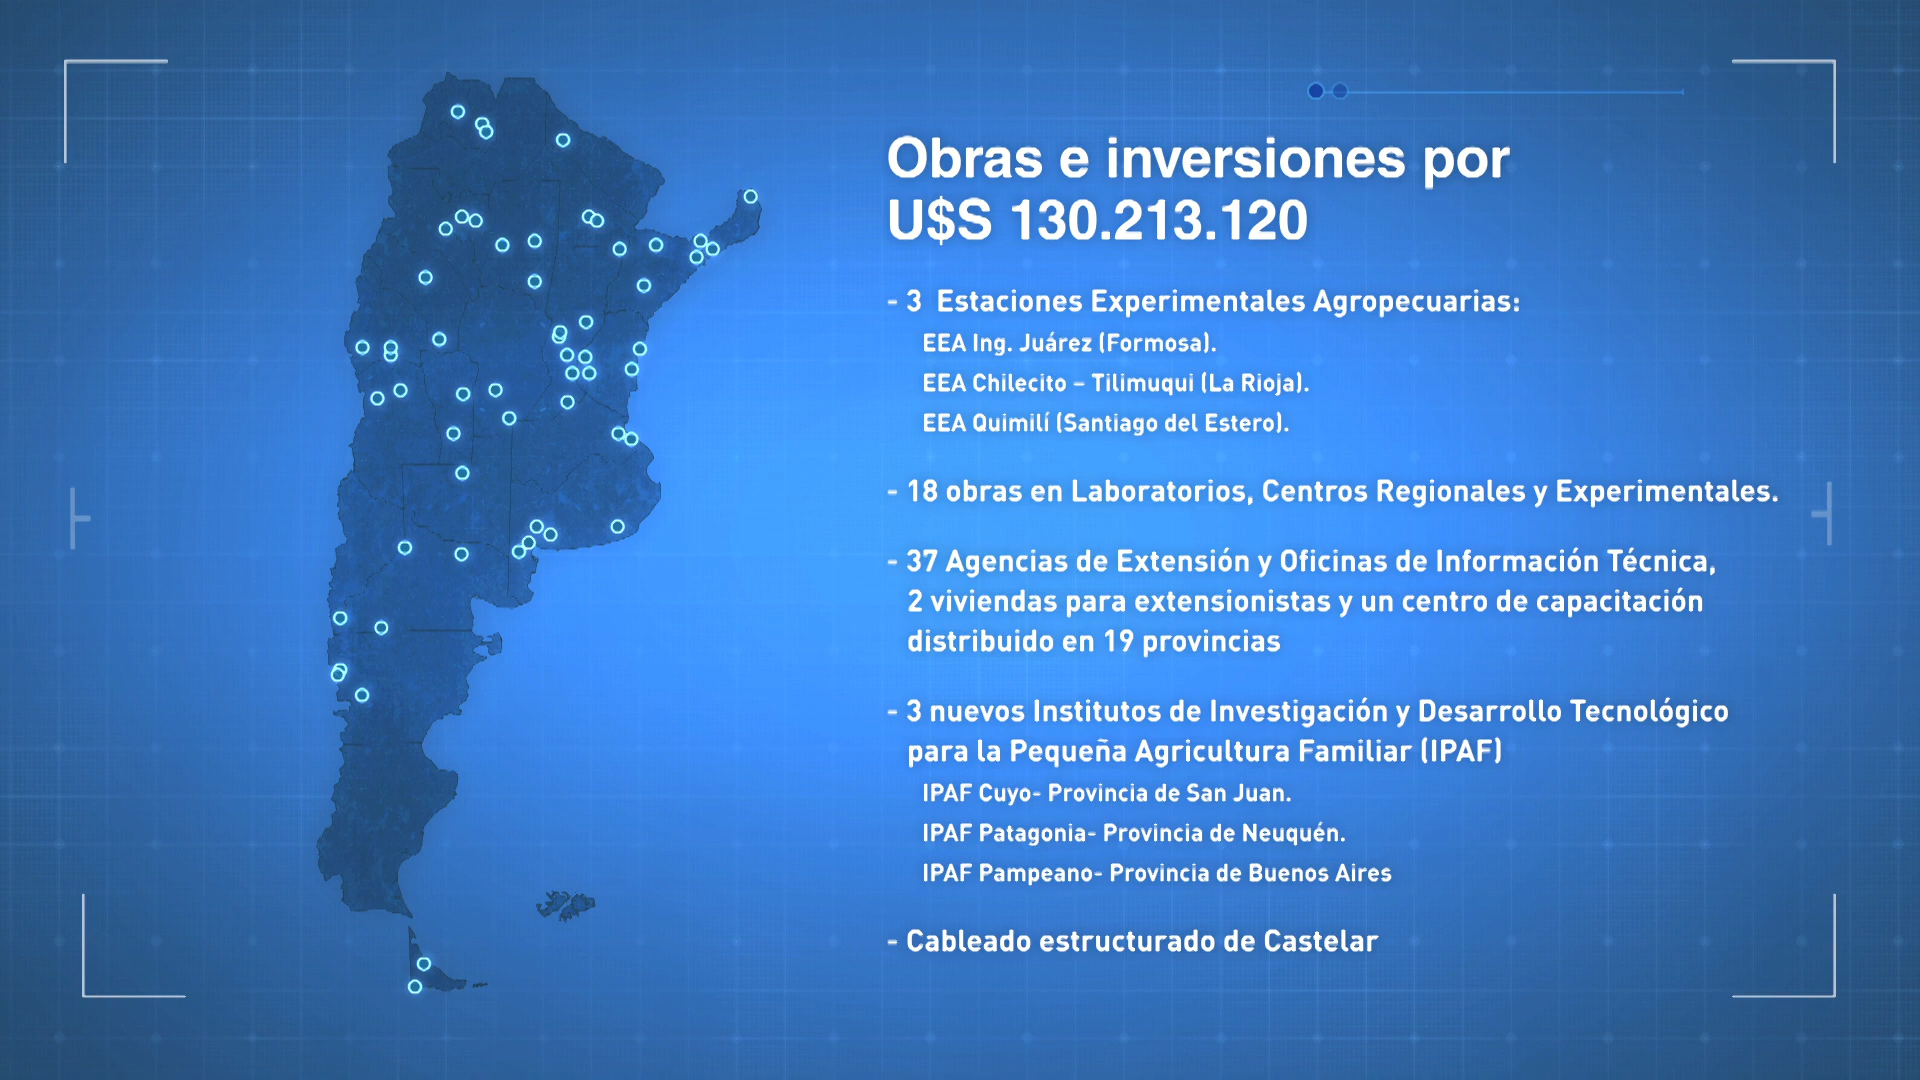 Obras e inversiones por
U$S 130.213.120
- 3 Estaciones Experimentales Agropecuarias:
EEA Ing. Juárez (Formosa).
EEA Chilecito – Tilimuqui (La Rioja).
EEA Quimilí (Santiago del Estero).
- 18 obras en Laboratorios, Centros Regionales y Experimentales.
- 37 Agencias de Extensión y Oficinas de Información Técnica,
2 viviendas para extensionistas y un centro de capacitación
distribuido en 19 provincias
- 3 nuevos Institutos de Investigación y Desarrollo Tecnológico
para la Pequeña Agricultura Familiar (IPAF)
IPAF Cuyo- Provincia de San Juan.
IPAF Patagonia- Provincia de Neuquén.
IPAF Pampeano- Provincia de Buenos Aires
- Cableado estructurado de Castelar